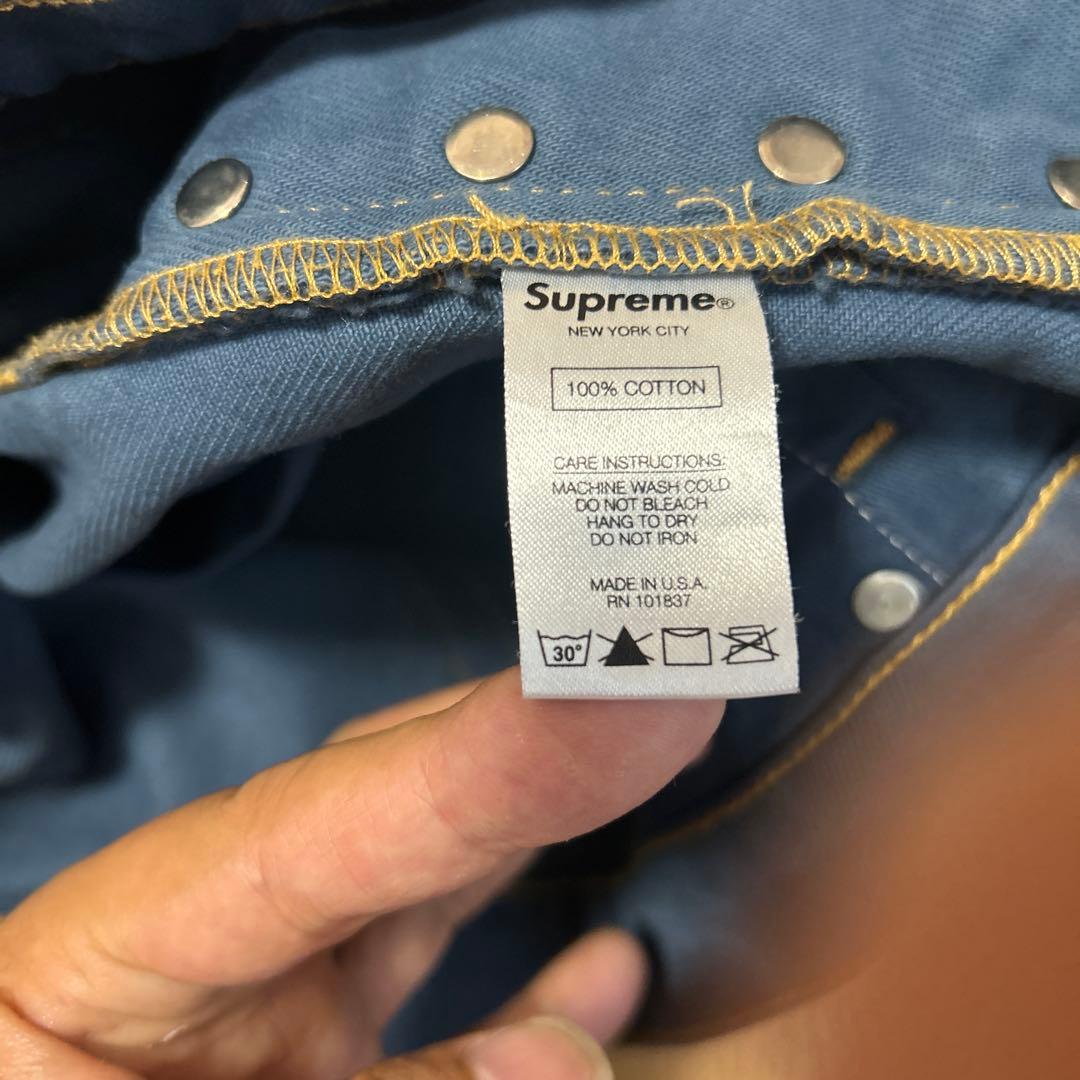 Supreme®
NEW YORK CITY
100% COTTON
CARE INSTRUCTIONS:
MACHINE WASH COLD
DO NOT BLEACH
HANG TO DRY
DO NOT IRON
MADE IN U.S.A.
RN 101837
30°